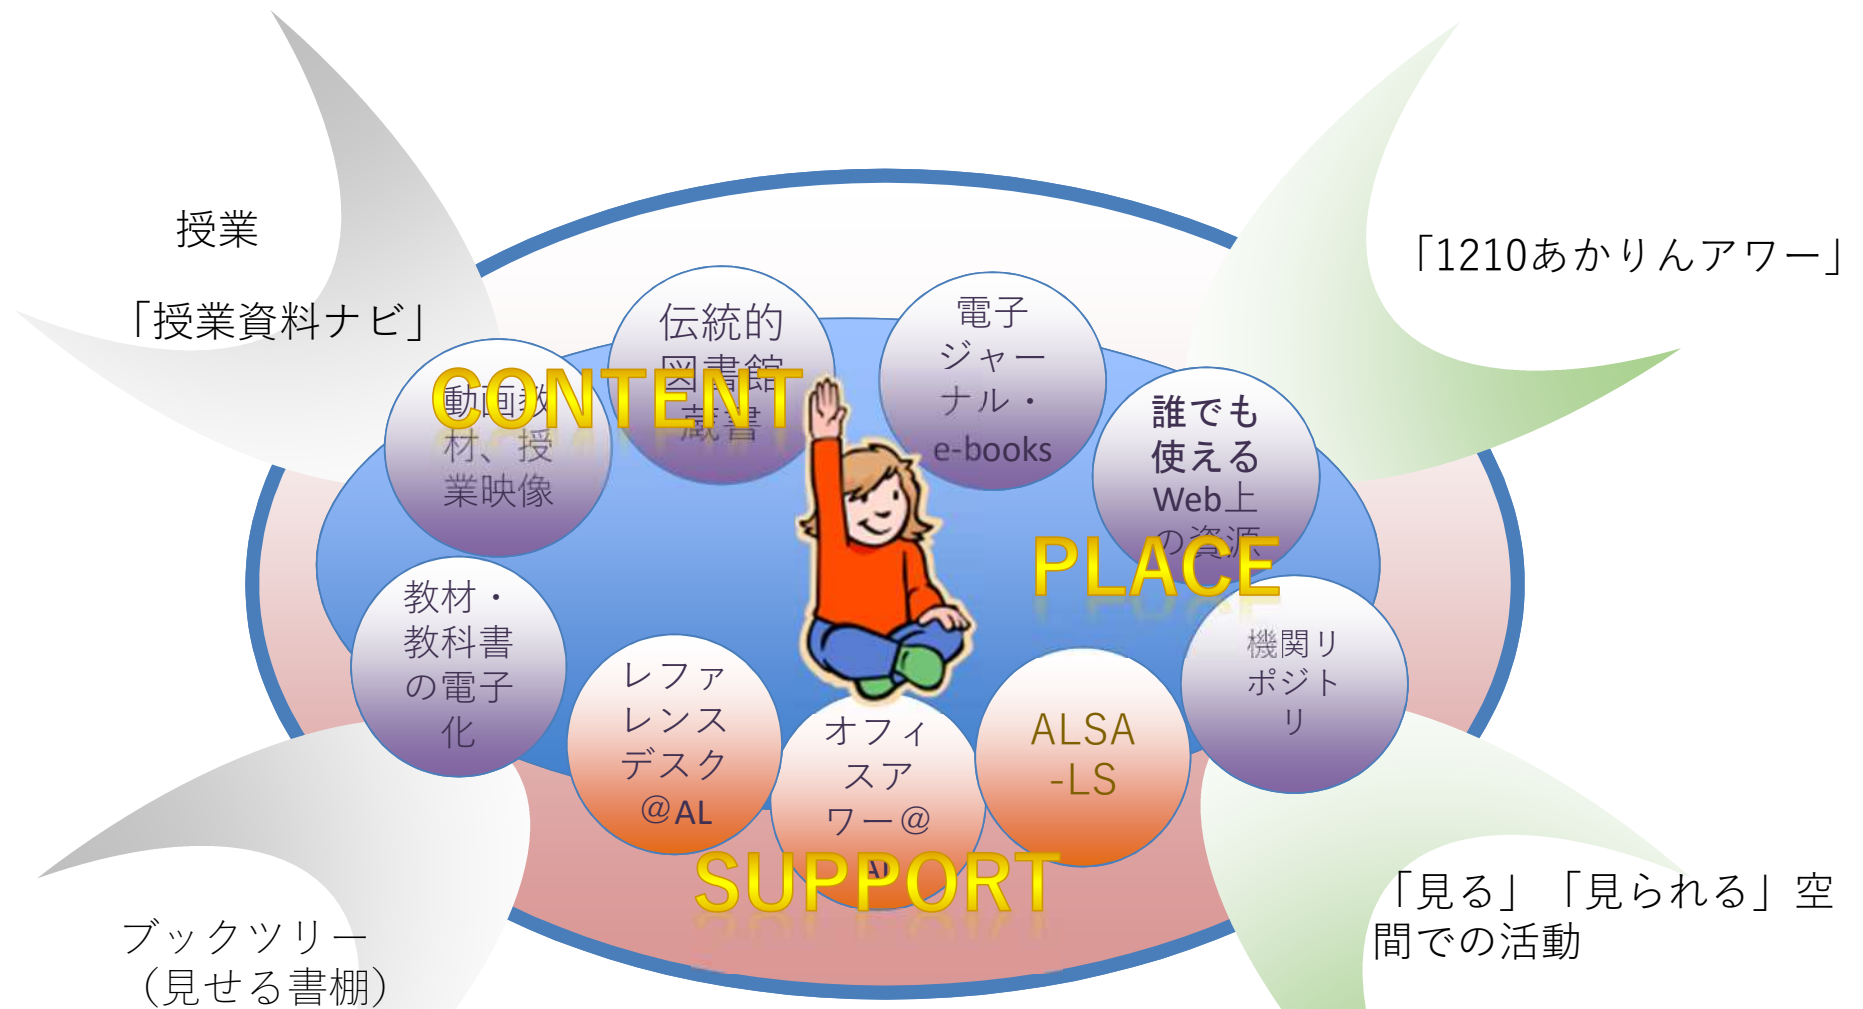 授業
「授業資料ナビ」
「1210あかりんアワー」
伝統的
図書館
蔵書
電子
ジャー
ナル・
e-books
CONTENT
動画教
材、授
業映像
誰でも
使える
Web上
の資源
PLACE
教材・
教科書
の電子
化
レファ
レンス
デスク
@AL
オフィ
スア
ワー@
AL
ALSA
-LS
機関リ
ポジト
リ
SUPPORT
ブックツリー
（見せる書棚）
「見る」「見られる」空
間での活動